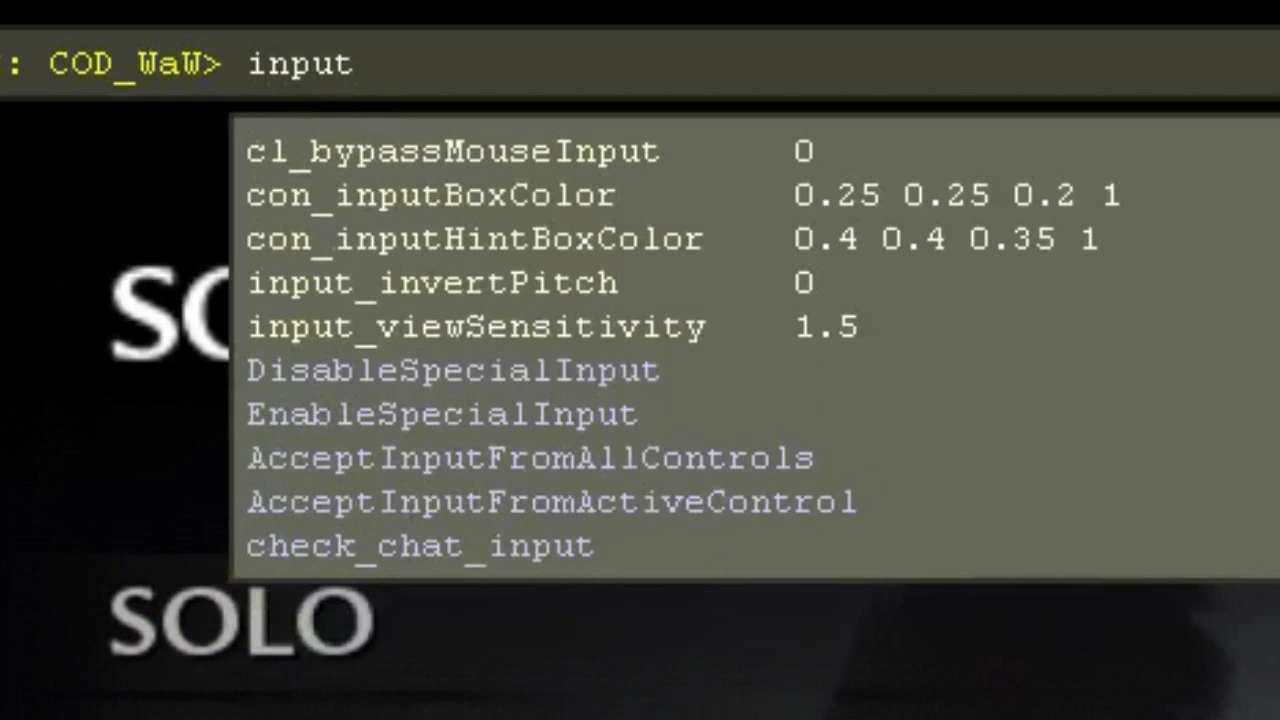 : COD_WaW> input
cl_bypassMouseInput 0
con_inputBoxColor 0.25 0.25 0.2 1
con_inputHintBoxColor 0.4 0.4 0.35 1
input_invertPitch 0
input_viewSensitivity 1.5
DisableSpecialInput
EnableSpecialInput
AcceptInputFromAllControls
AcceptInputFromActiveControl
check_chat_input
SO
SOLO